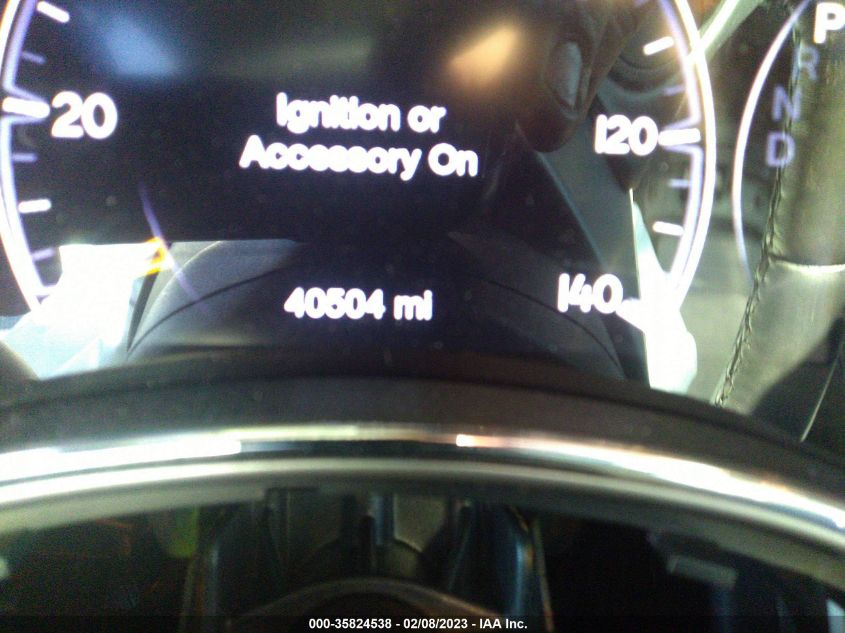 P
R
N
D
20
Ignition or
Accessory On
120
40504 mi
140
000-35824538 - 02/08/2023 - IAA Inc.